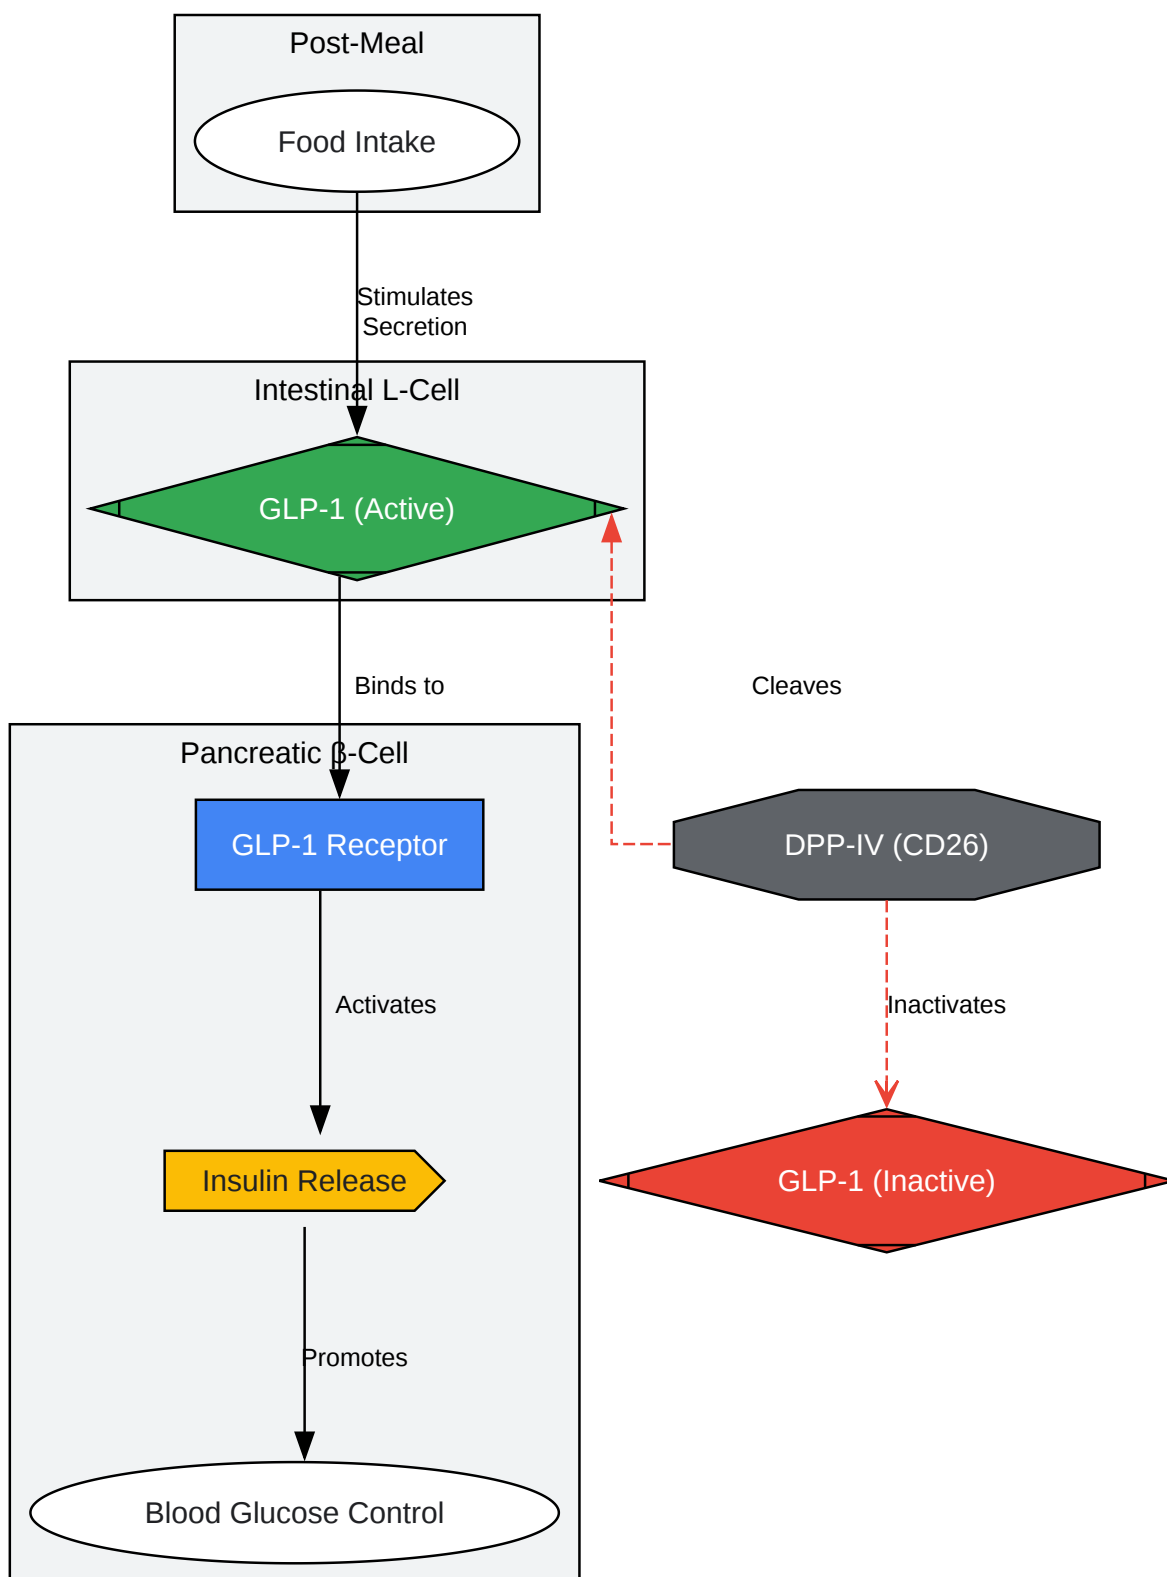 Post-Meal
Food Intake
Stimulates
Secretion
Intestinal L-Cell
GLP-1 (Active)
Binds to
Cleaves
Pancreatic β-Cell
GLP-1 Receptor
DPP-IV (CD26)
Activates
Inactivates
Insulin Release
GLP-1 (Inactive)
Promotes
Blood Glucose Control